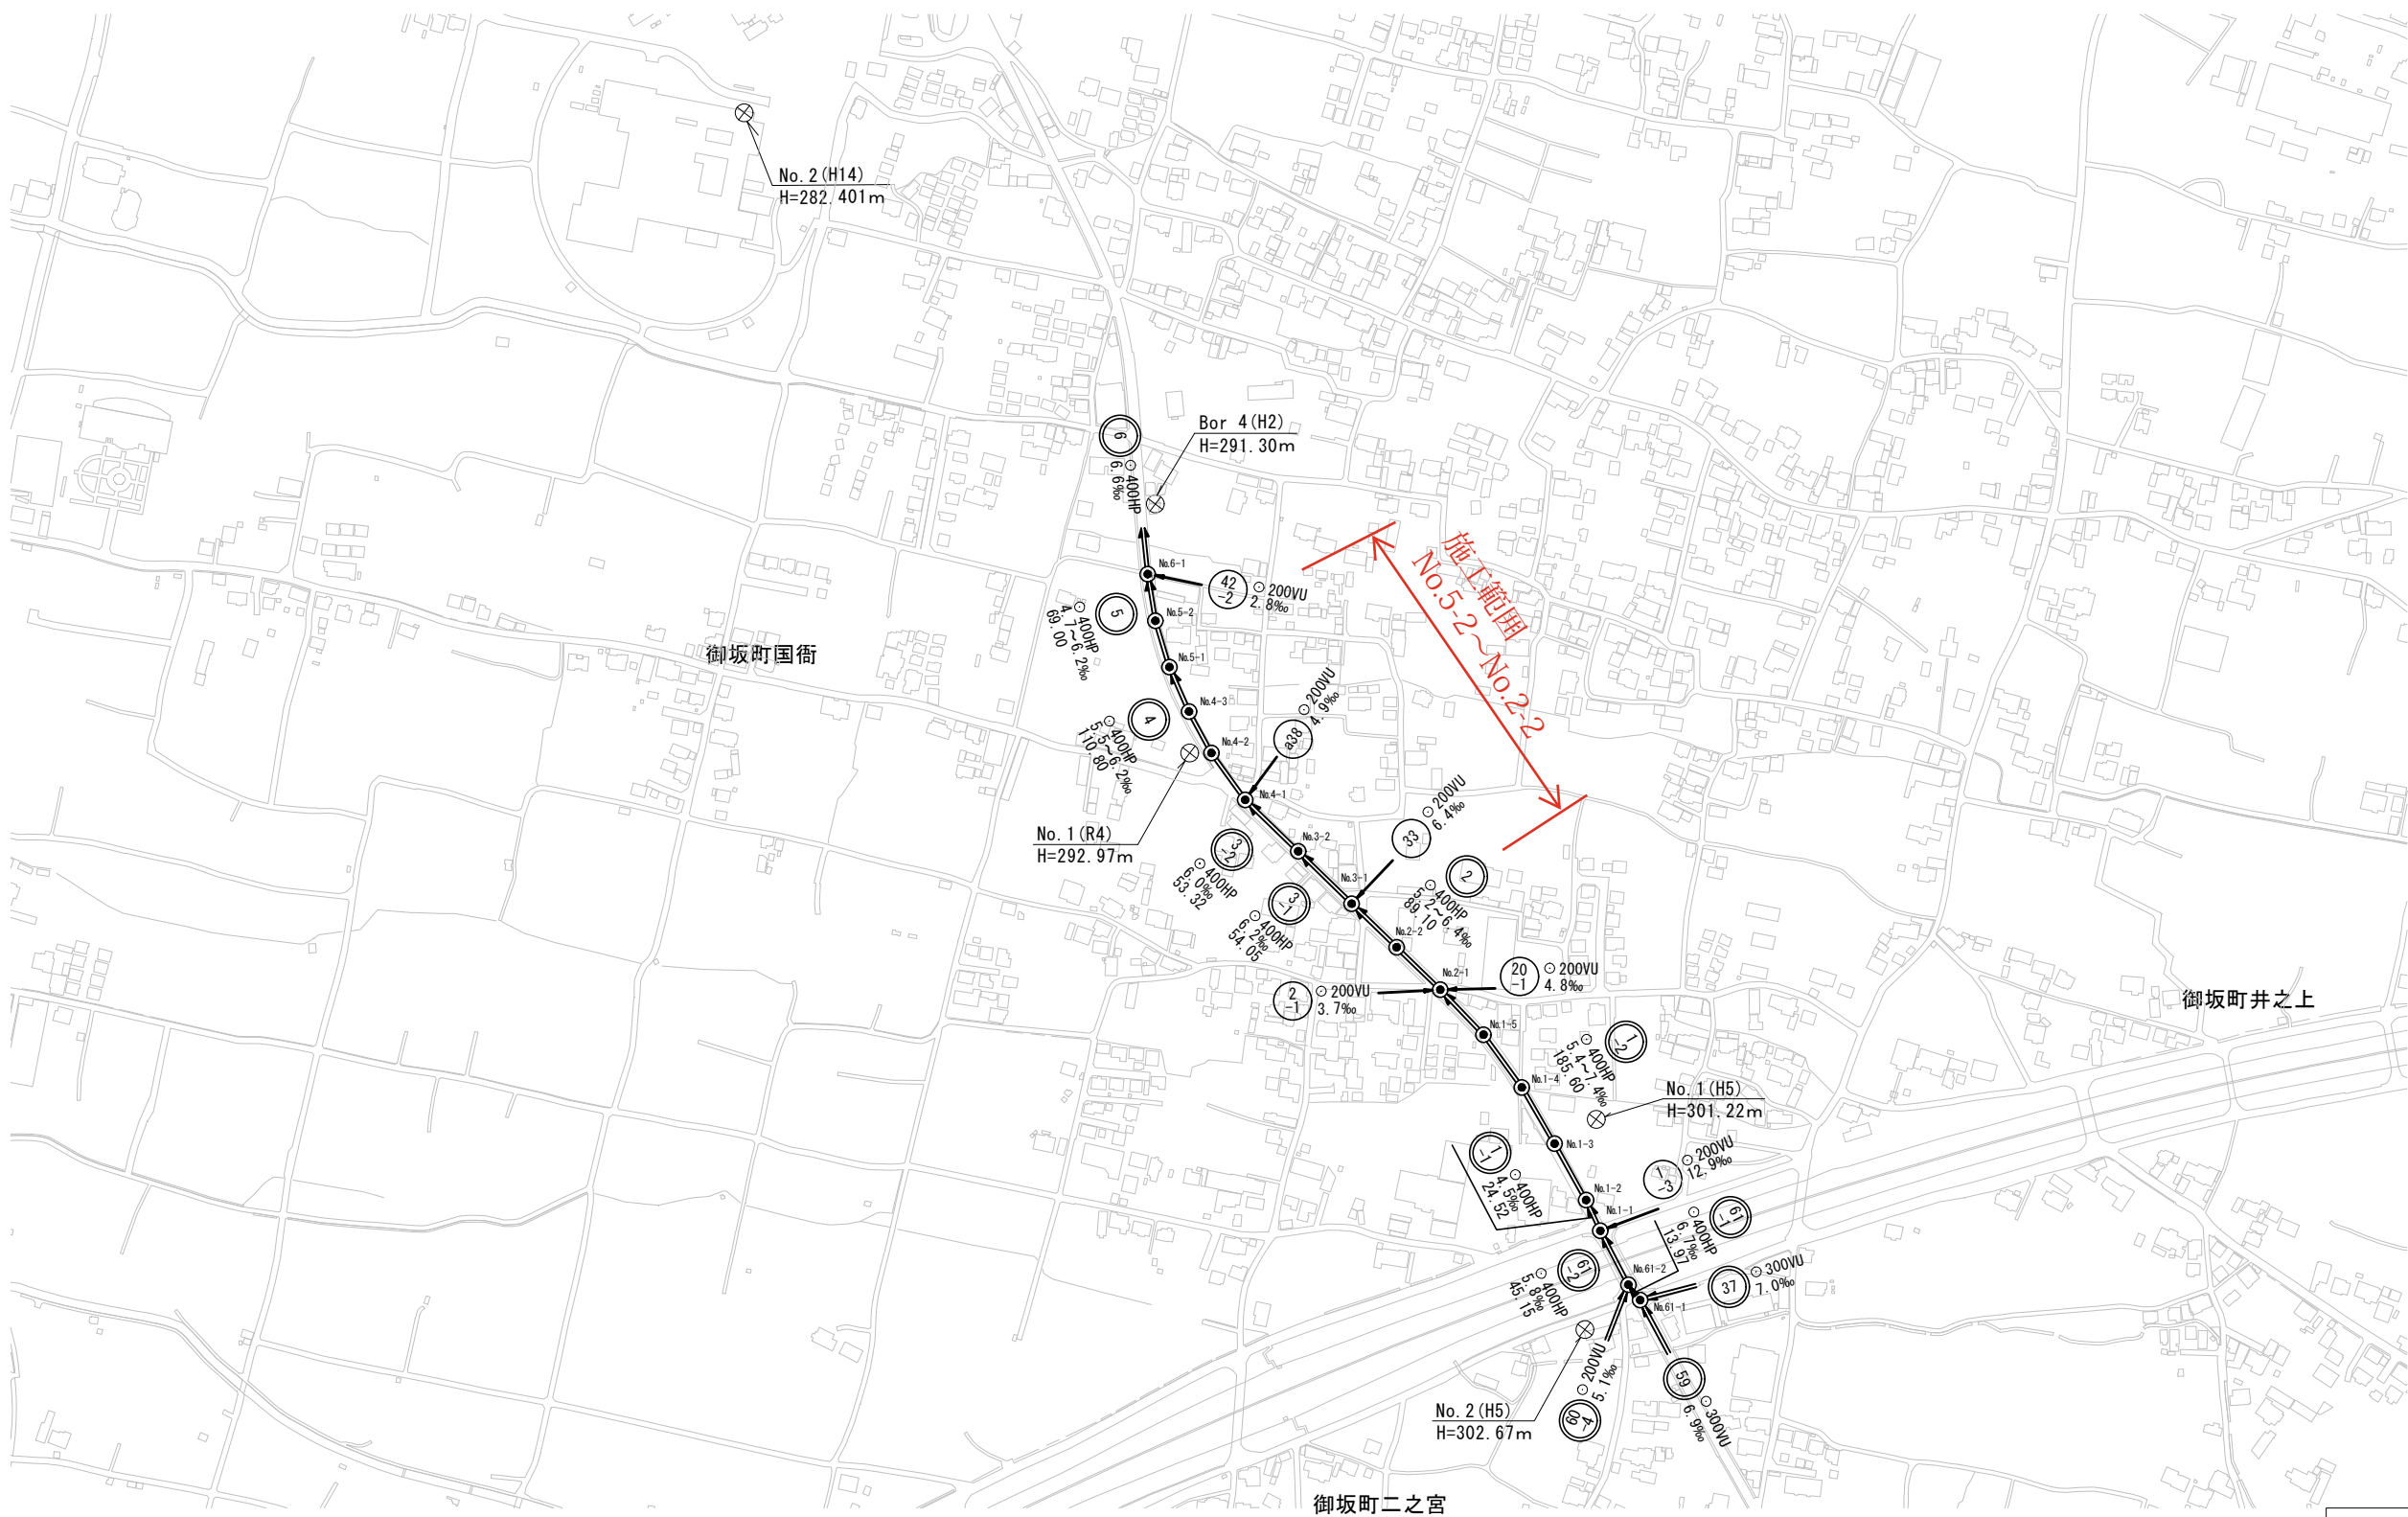 No.2(H14)
H=282.401m
Bor 4(H2)
H=291.30m
6
⊙400HP
6.6‰
No.6-1
42
-2
⊙200VU
2.8‰
施工範囲
No.5-2～No.2-2
No.5-2
5
⊙400HP
4.7～6.2‰
69.00
御坂町国衙
No.5-1
No.4-3
4
⊙400HP
5.5～6.2‰
110.80
No.4-2
a38
⊙200VU
4.9‰
No.4-1
No.1(R4)
H=292.97m
No.3-2
3
-2
⊙400HP
6.0‰
53.32
33
⊙200VU
6.4‰
No.3-1
3
-1
⊙400HP
6.2‰
54.05
2
⊙400HP
5.2～6.4‰
89.10
No.2-2
No.2-1
2
-1
⊙200VU
3.7‰
20
-1
⊙200VU
4.8‰
御坂町井之上
No.1-5
1
-2
⊙400HP
5.4～7.4‰
185.60
No.1-4
No.1(H5)
H=301.22m
No.1-3
1
-1
⊙400HP
4.5‰
24.52
1
-3
⊙200VU
12.9‰
No.1-2
No.1-1
61
-1
⊙400HP
6.7‰
13.97
61
-2
⊙400HP
5.8‰
45.15
No.61-2
37
⊙300VU
7.0‰
No.61-1
No.2(H5)
H=302.67m
60
-4
⊙200VU
5.1‰
59
⊙300VU
6.9‰
御坂町二之宮